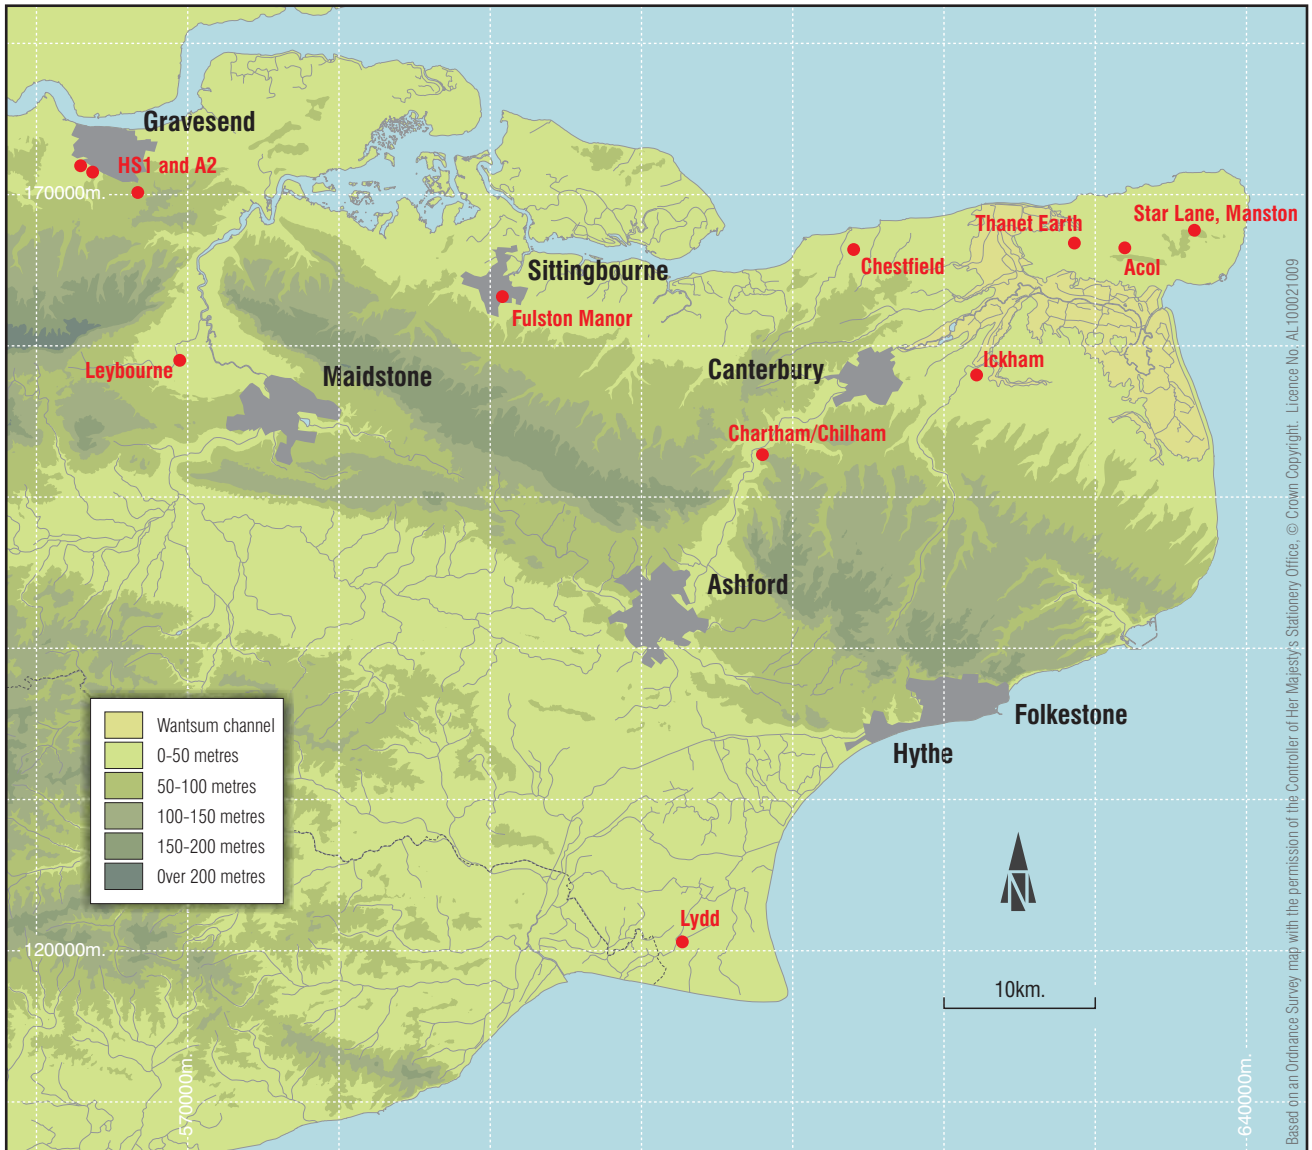 Gravesend
HS1 and A2
170000m.
Star Lane, Manston
Thanet Earth
Chestfield
Acol
Sittingbourne
Fulston Manor
Leybourne
Maidstone
Canterbury
Ickham
Chartham/Chilham
Ashford
Folkestone
Hythe
Wantsum channel
0-50 metres
50-100 metres
100-150 metres
150-200 metres
Over 200 metres
N
Lydd
120000m.
10km.
570000m.
640000m.
Based on an Ordnance Survey map with the permission of the Controller of Her Majesty's Stationery Office, © Crown Copyright. Licence No. AL100021009